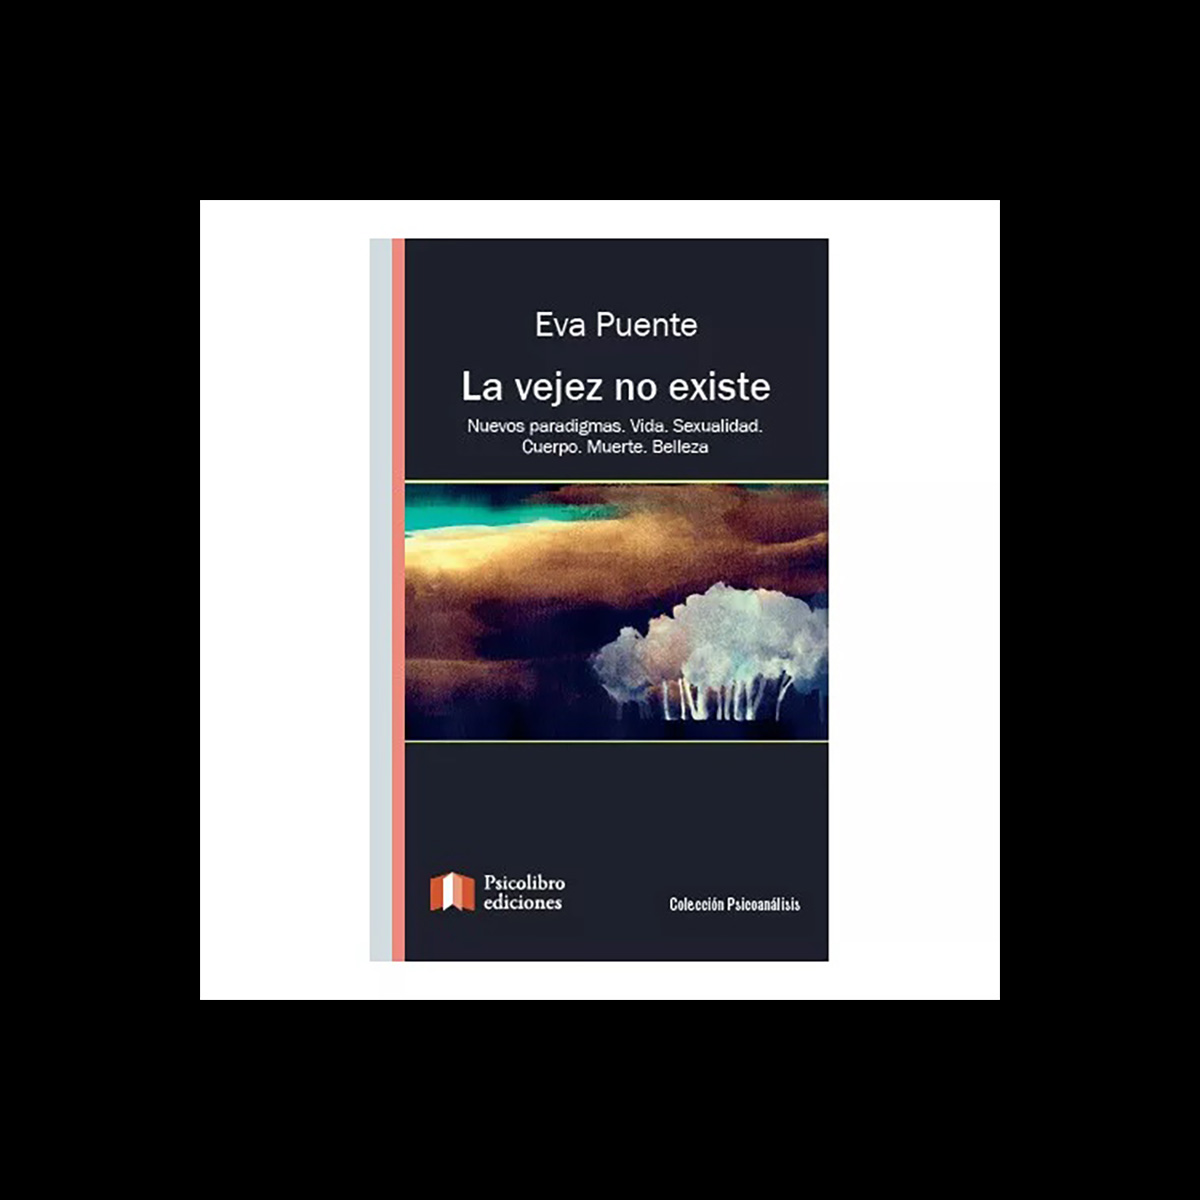 Eva Puente
La vejez no existe
Nuevos paradigmas. Vida. Sexualidad.
Cuerpo. Muerte. Belleza
Psicolibro
ediciones
Colección Psicoanálisis